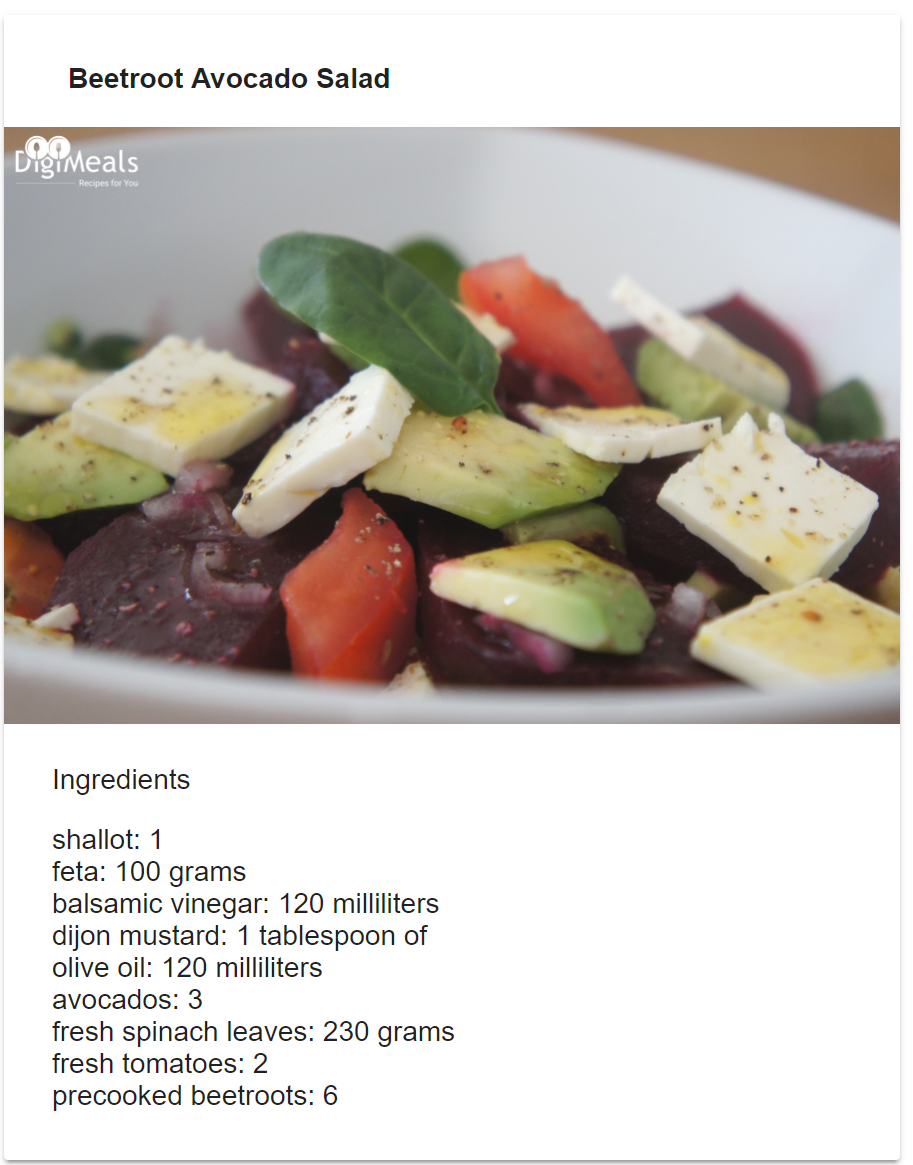 Beetroot Avocado Salad
DigiMeals
Recipes for You
Ingredients
shallot: 1
feta: 100 grams
balsamic vinegar: 120 milliliters
dijon mustard: 1 tablespoon of
olive oil: 120 milliliters
avocados: 3
fresh spinach leaves: 230 grams
fresh tomatoes: 2
precooked beetroots: 6